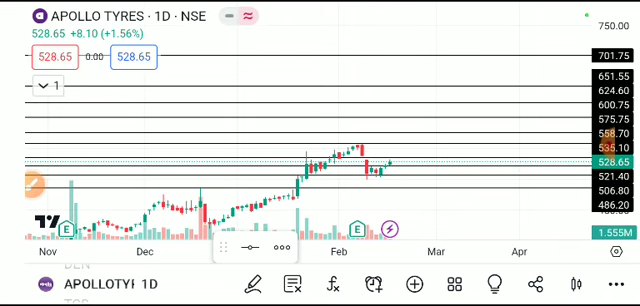 APOLLO TYRES · 1D · NSE
528.65 +8.10 (+1.56%)
528.65 0.00 528.65
1
750.00
701.75
651.55
624.60
600.75
575.75
558.70
535.10
528.65
521.40
506.80
486.20
1.555M
E E
Nov Dec Feb Mar Apr
APOLLOTYR 1D